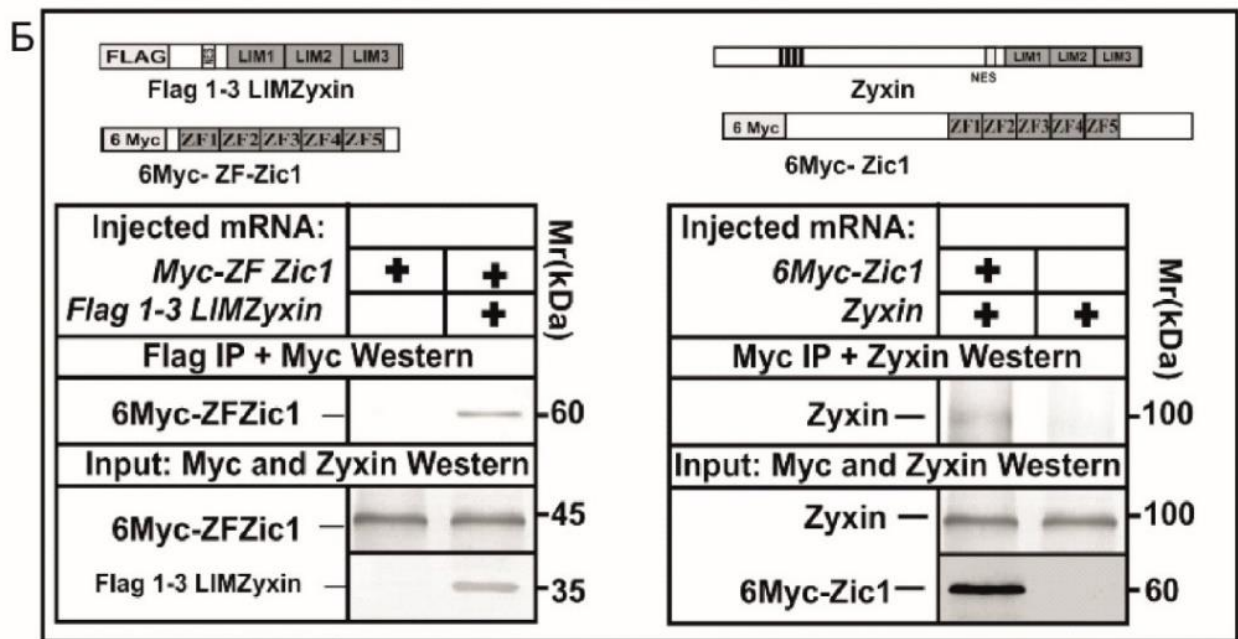 Б
FLAG NES LIM1 LIM2 LIM3
Flag 1-3 LIMZyxin
6 Myc ZF1 ZF2 ZF3 ZF4 ZF5
6Myc- ZF-Zic1
Injected mRNA:
Myc-ZF Zic1 + +
Flag 1-3 LIMZyxin +
Mr(kDa)
Flag IP + Myc Western
6Myc-ZFZic1 – -60
Input: Myc and Zyxin Western
6Myc-ZFZic1 – -45
Flag 1-3 LIMZyxin – -35
LIM1 LIM2 LIM3
NES
Zyxin
6 Myc ZF1 ZF2 ZF3 ZF4 ZF5
6Myc- Zic1
Injected mRNA:
6Myc-Zic1 +
Zyxin + +
Mr(kDa)
Myc IP + Zyxin Western
Zyxin — -100
Input: Myc and Zyxin Western
Zyxin — -100
6Myc-Zic1 — -60